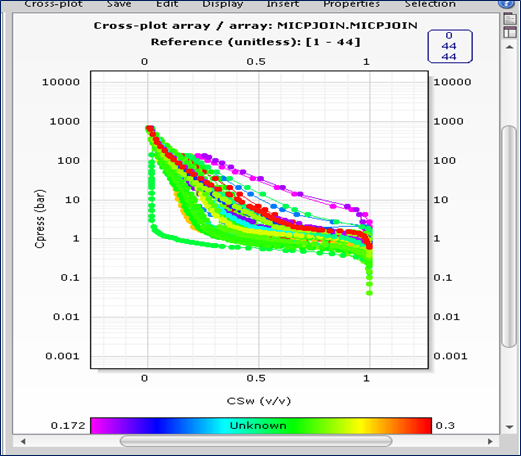 Cross-plot Save Edit Display Insert Properties Selection
Cross-plot array / array: MICPJOIN.MICPJOIN
Reference (unitless): [1 - 44]
0
44
44
0 0.5 1
10000 10000
1000 1000
100 100
10 10
1 1
0.1 0.1
0.01 0.01
0.001 0.001
Cpress (bar)
0 0.5 1
CSw (v/v)
0.172 Unknown 0.3